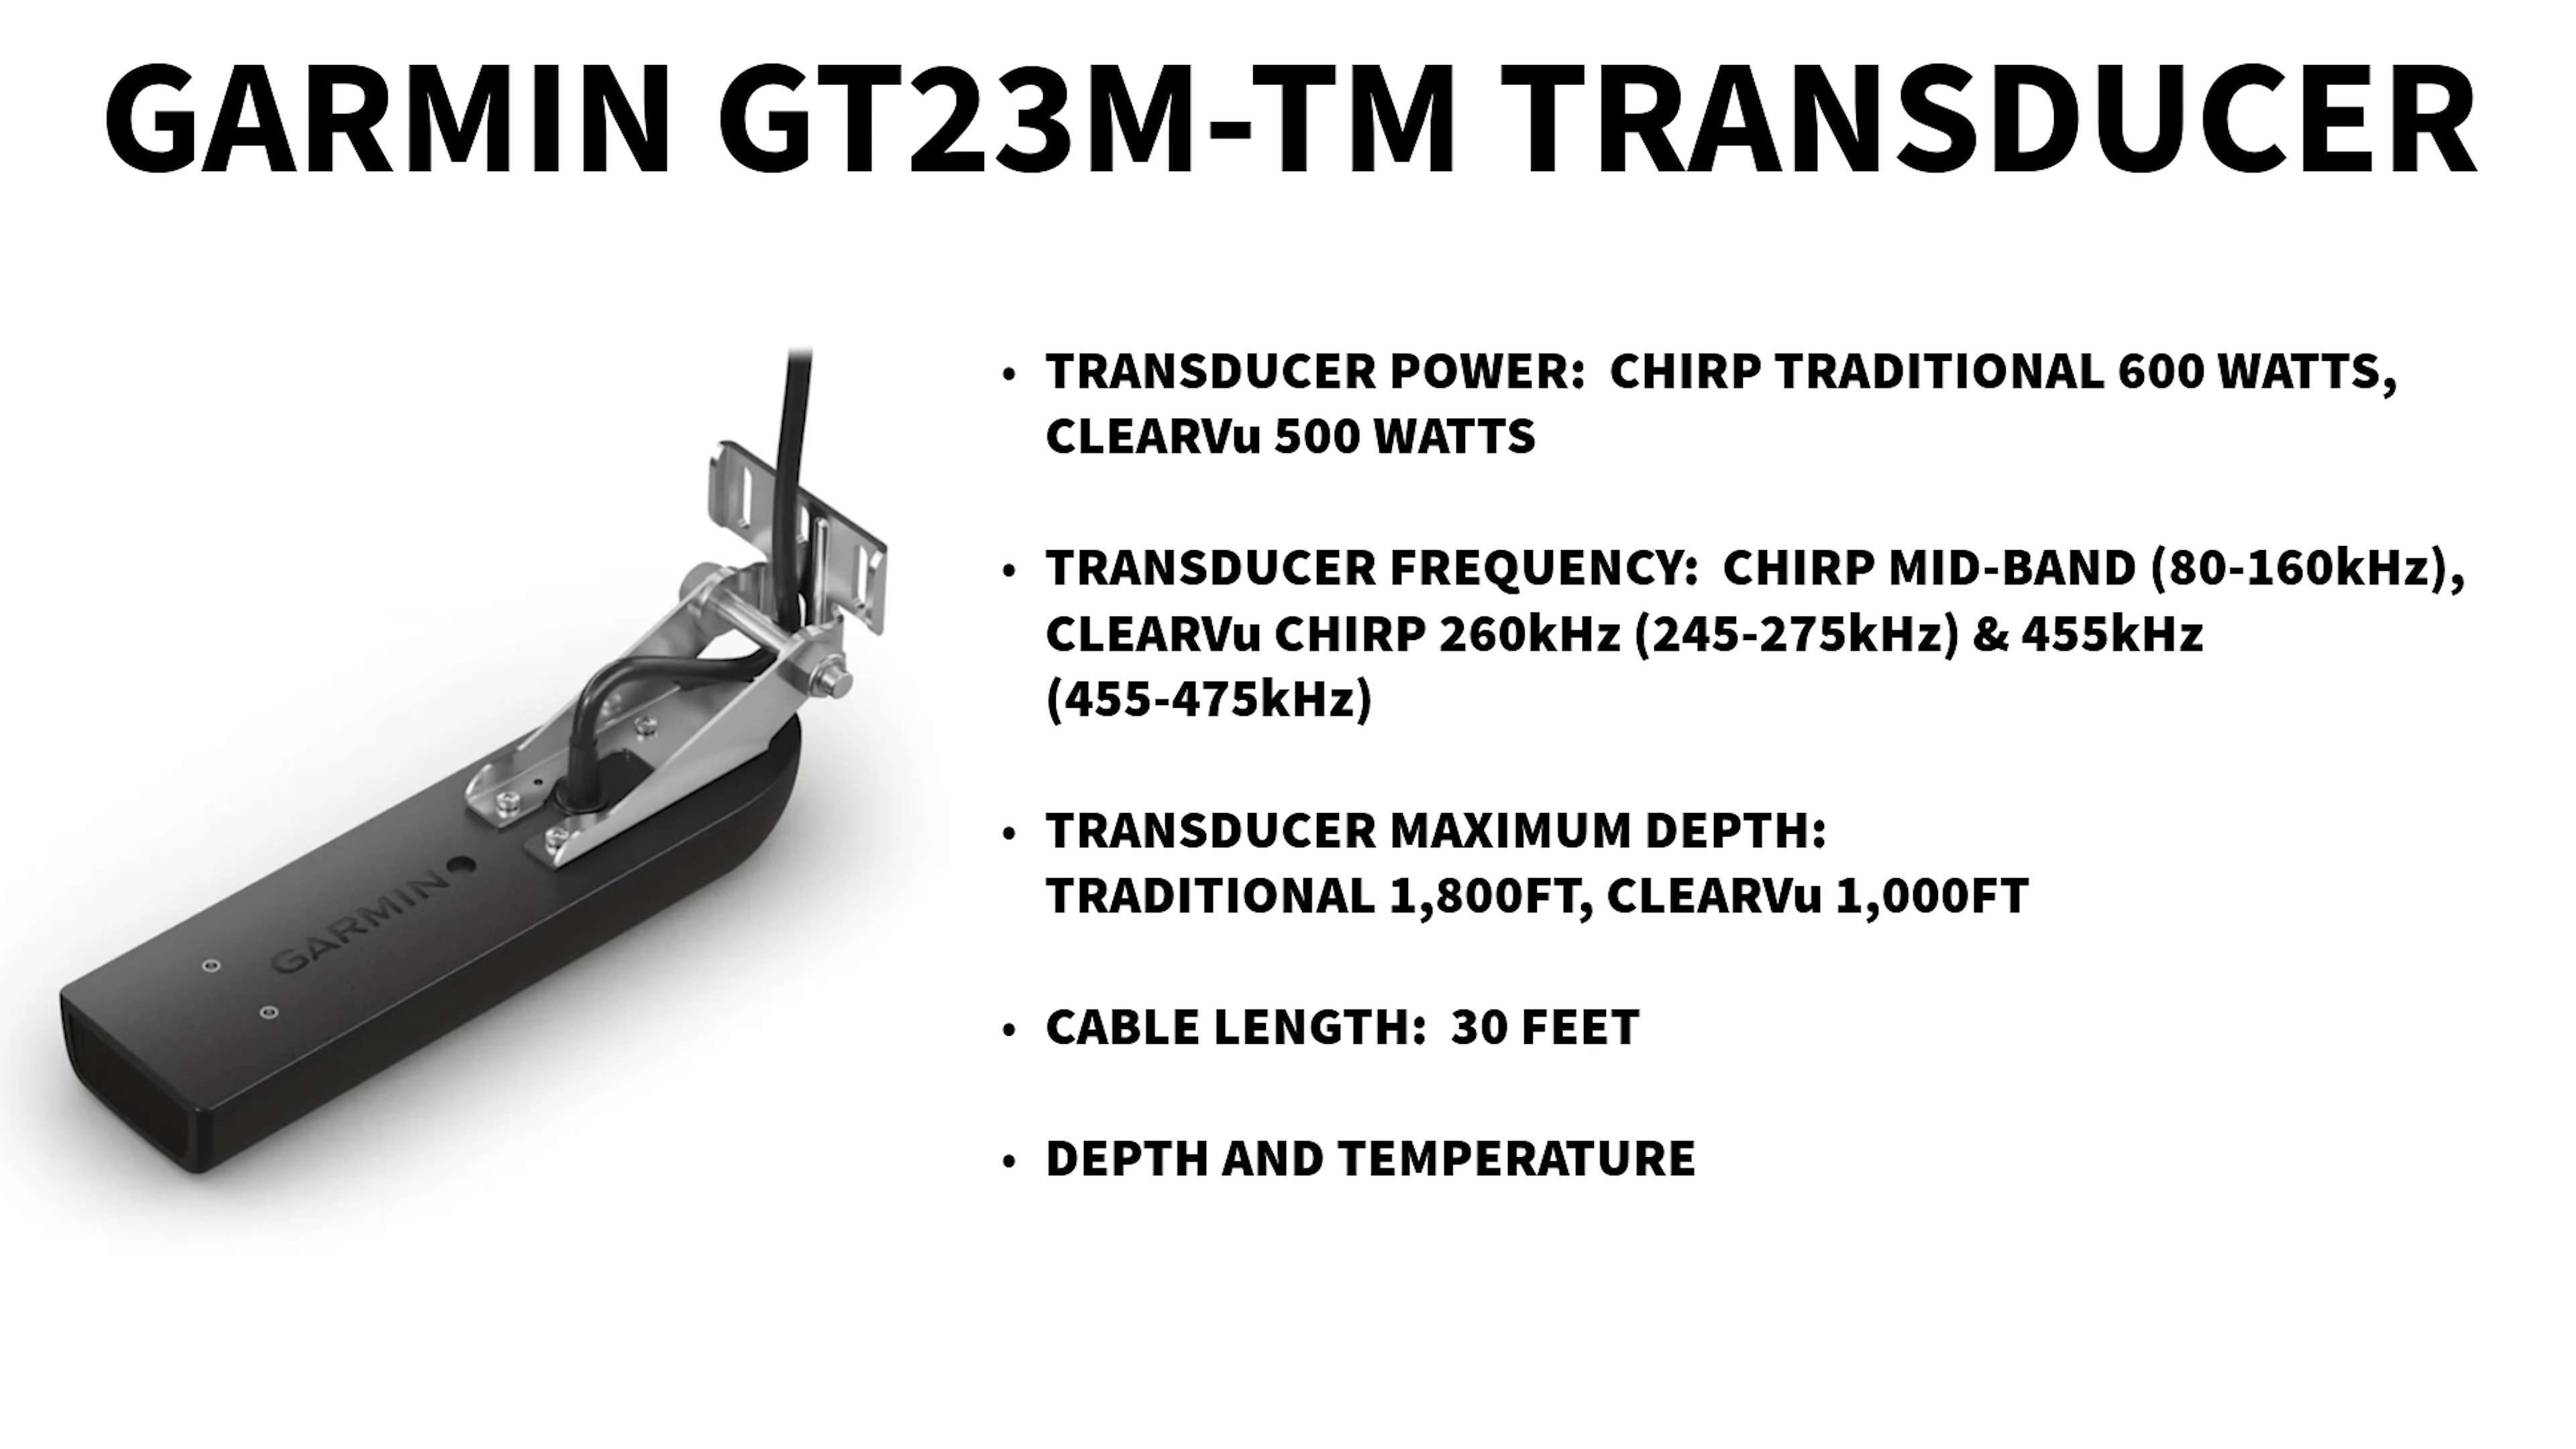 GARMIN GT23M-TM TRANSDUCER
• TRANSDUCER POWER: CHIRP TRADITIONAL 600 WATTS,
CLEARVu 500 WATTS
• TRANSDUCER FREQUENCY: CHIRP MID-BAND (80-160kHz),
CLEARVu CHIRP 260kHz (245-275kHz) & 455kHz
(455-475kHz)
• TRANSDUCER MAXIMUM DEPTH:
TRADITIONAL 1,800FT, CLEARVu 1,000FT
• CABLE LENGTH: 30 FEET
• DEPTH AND TEMPERATURE
GARMIN